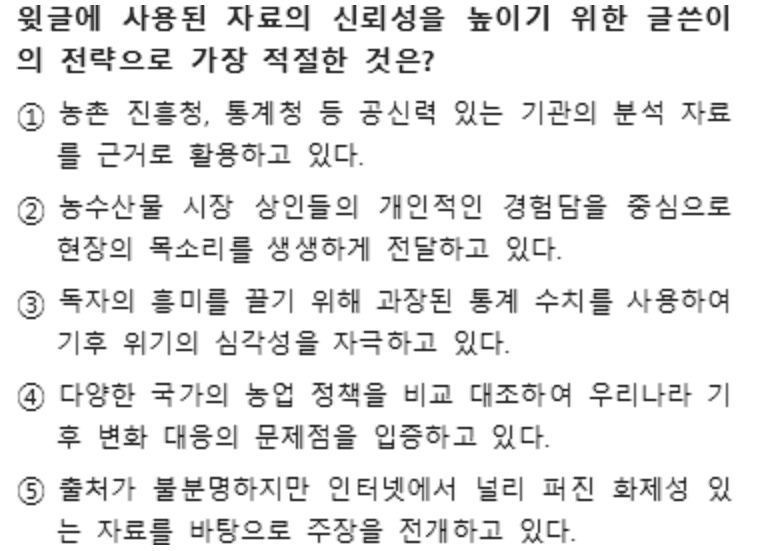 윗글에 사용된 자료의 신뢰성을 높이기 위한 글쓴이
의 전략으로 가장 적절한 것은?
① 농촌 진흥청, 통계청 등 공신력 있는 기관의 분석 자료
를 근거로 활용하고 있다.
② 농수산물 시장 상인들의 개인적인 경험담을 중심으로
현장의 목소리를 생생하게 전달하고 있다.
③ 독자의 흥미를 끌기 위해 과장된 통계 수치를 사용하여
기후 위기의 심각성을 자극하고 있다.
④ 다양한 국가의 농업 정책을 비교 대조하여 우리나라 기
후 변화 대응의 문제점을 입증하고 있다.
⑤ 출처가 불분명하지만 인터넷에서 널리 퍼진 화제성 있
는 자료를 바탕으로 주장을 전개하고 있다.